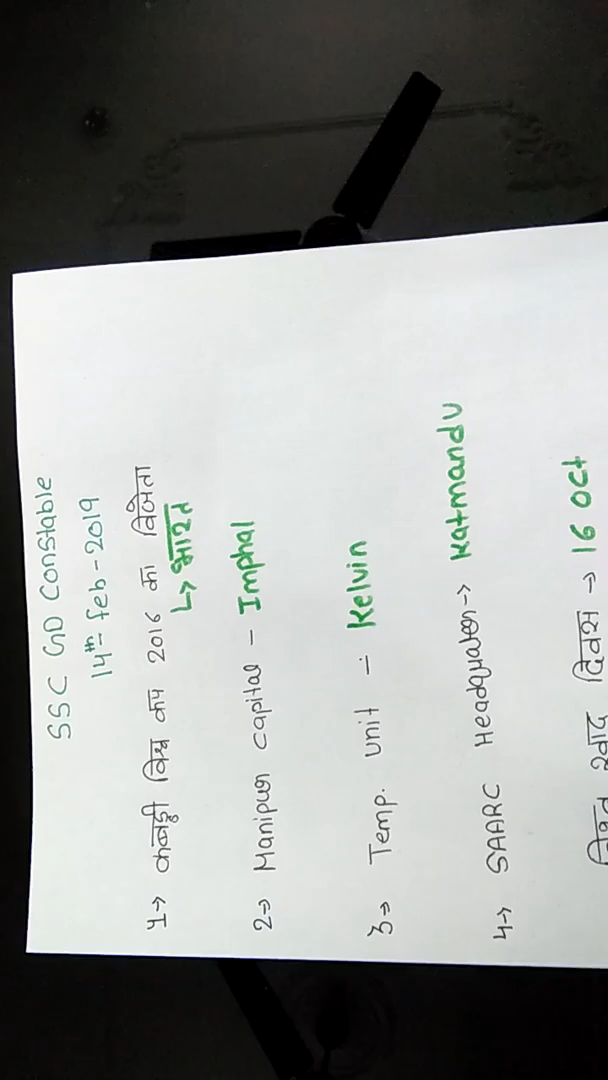 SSC GD Constable
14th feb - 2019
1→ कबड्डी विश्व कप 2016 का विजेता
↳ भारत
2⇒ Manipur capital - Imphal
3⇒ Temp. unit ÷ Kelvin
4→ SAARC Headquater → Katmandu
विश्व खाद दिवस → 16 Oct